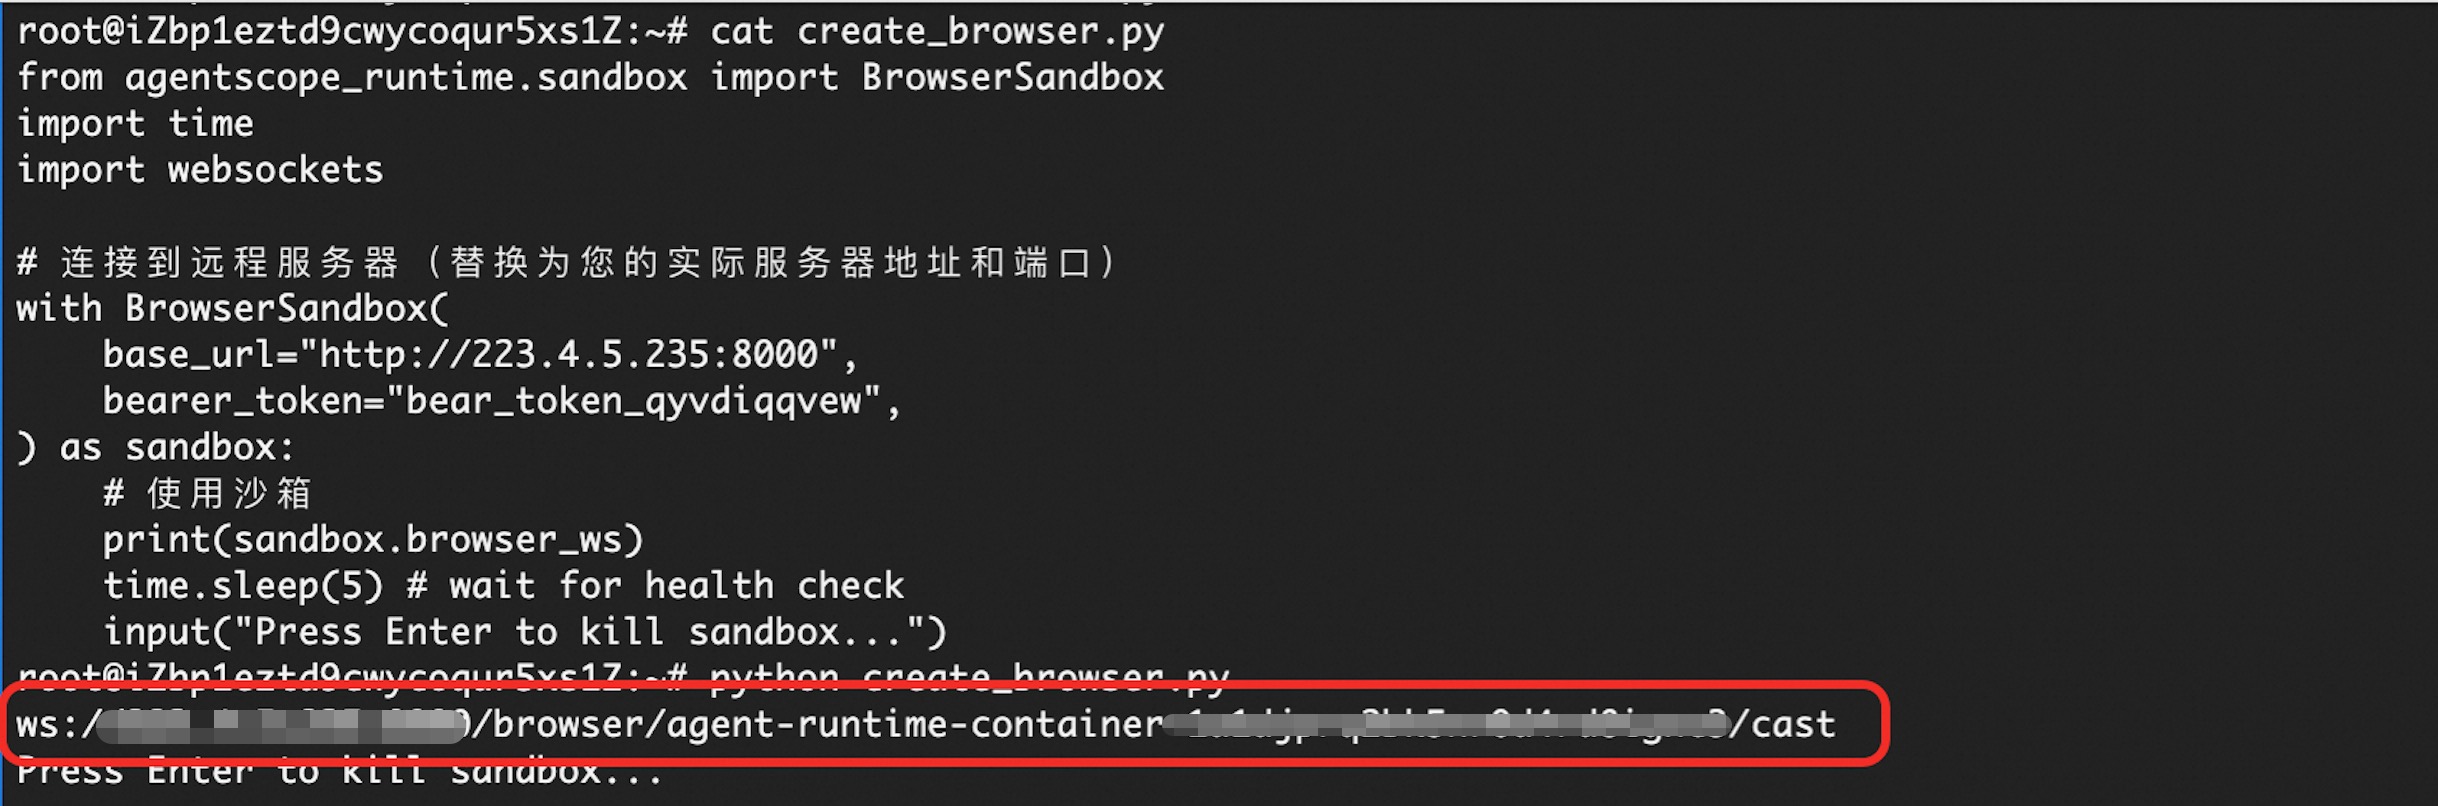 root@iZbp1eztd9cwycoqur5xs1Z:~# cat create_browser.py
from agentscope_runtime.sandbox import BrowserSandbox
import time
import websockets
# 连接到远程服务器（替换为您的实际服务器地址和端口）
with BrowserSandbox(
    base_url="http://223.4.5.235:8000",
    bearer_token="bear_token_qyvdiqqvew",
) as sandbox:
    # 使用沙箱
    print(sandbox.browser_ws)
    time.sleep(5) # wait for health check
    input("Press Enter to kill sandbox...")
root@iZbp1eztd9cwycoqur5xs1Z:~# python create_browser.py
ws:/ /browser/agent-runtime-container /cast
Press Enter to kill sandbox...